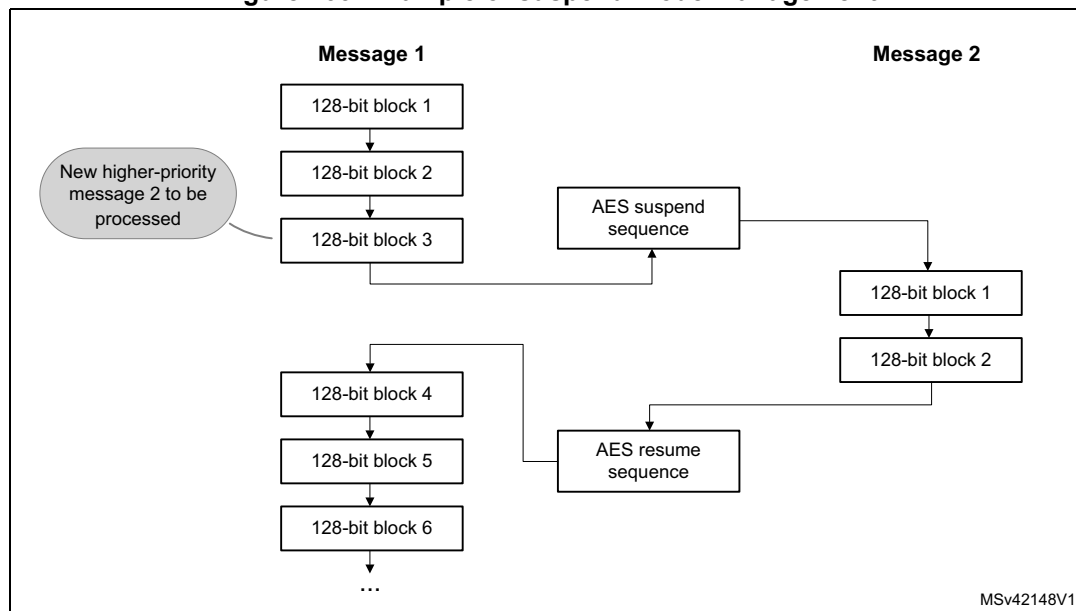 Message 1
Message 2
128-bit block 1
128-bit block 2
New higher-priority
message 2 to be
processed
128-bit block 3
AES suspend
sequence
128-bit block 1
128-bit block 2
128-bit block 4
AES resume
sequence
128-bit block 5
128-bit block 6
...
MSv42148V1